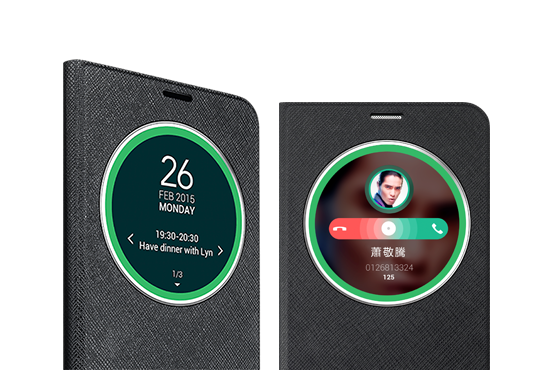 26
FEB 2015
MONDAY
19:30-20:30
Have dinner with Lyn
1/3
蕭敬騰
0126813324
125